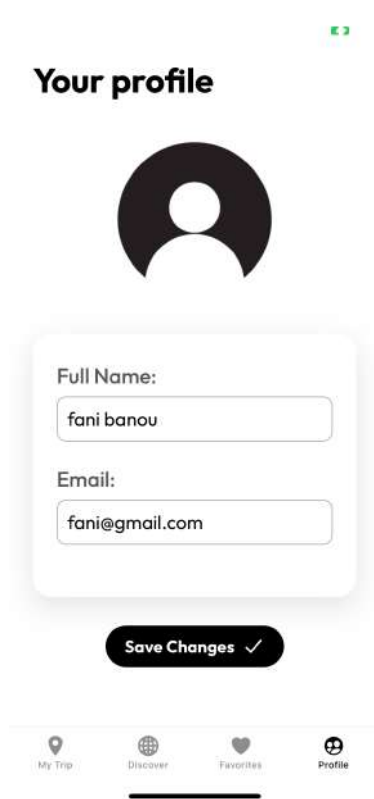 Your profile
Full Name:
fani banou
Email:
fani@gmail.com
Save Changes
My Trip
Discover
Favorites
Profile